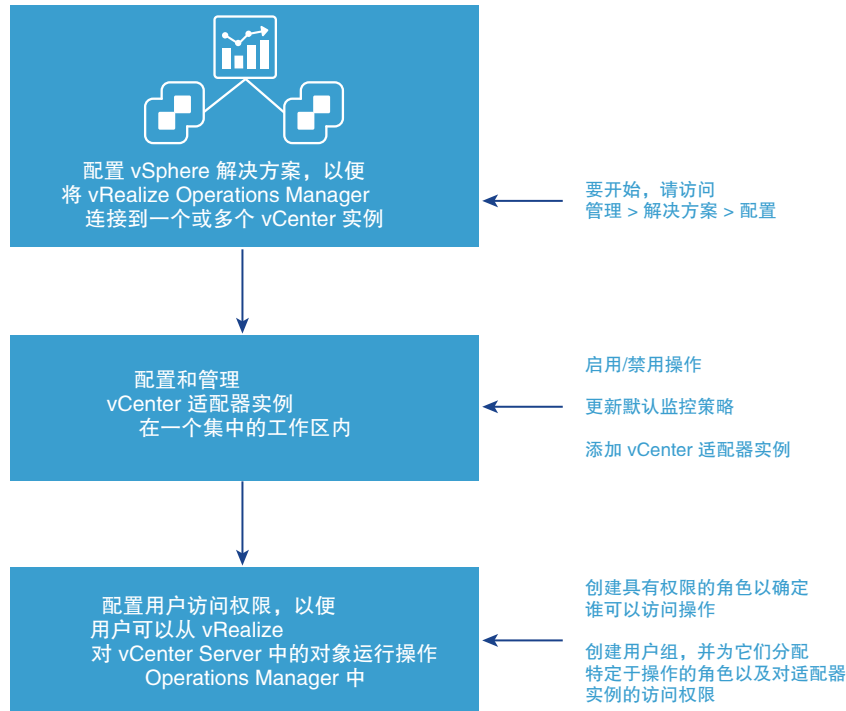 配置 vSphere 解决方案，以便
将 vRealize Operations Manager
连接到一个或多个 vCenter 实例
要开始，请访问
管理 > 解决方案 > 配置
配置和管理
vCenter 适配器实例
在一个集中的工作区内
启用/禁用操作
更新默认监控策略
添加 vCenter 适配器实例
配置用户访问权限，以便
用户可以从 vRealize
对 vCenter Server 中的对象运行操作
Operations Manager 中
创建具有权限的角色以确定
谁可以访问操作
创建用户组，并为它们分配
特定于操作的角色以及对适配器
实例的访问权限